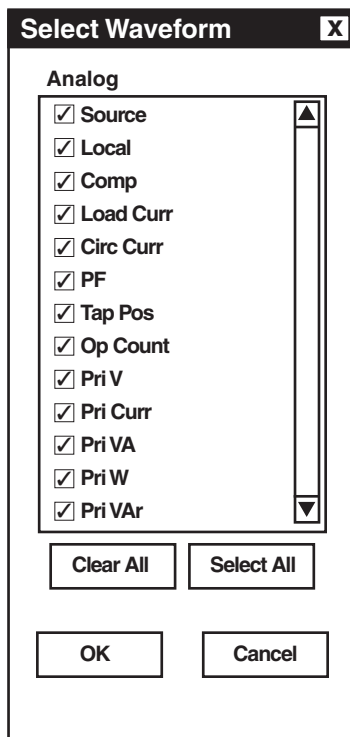 Select Waveform X
Analog
Source
Local
Comp
Load Curr
Circ Curr
PF
Tap Pos
Op Count
Pri V
Pri Curr
Pri VA
Pri W
Pri VAr
Clear All Select All
OK Cancel